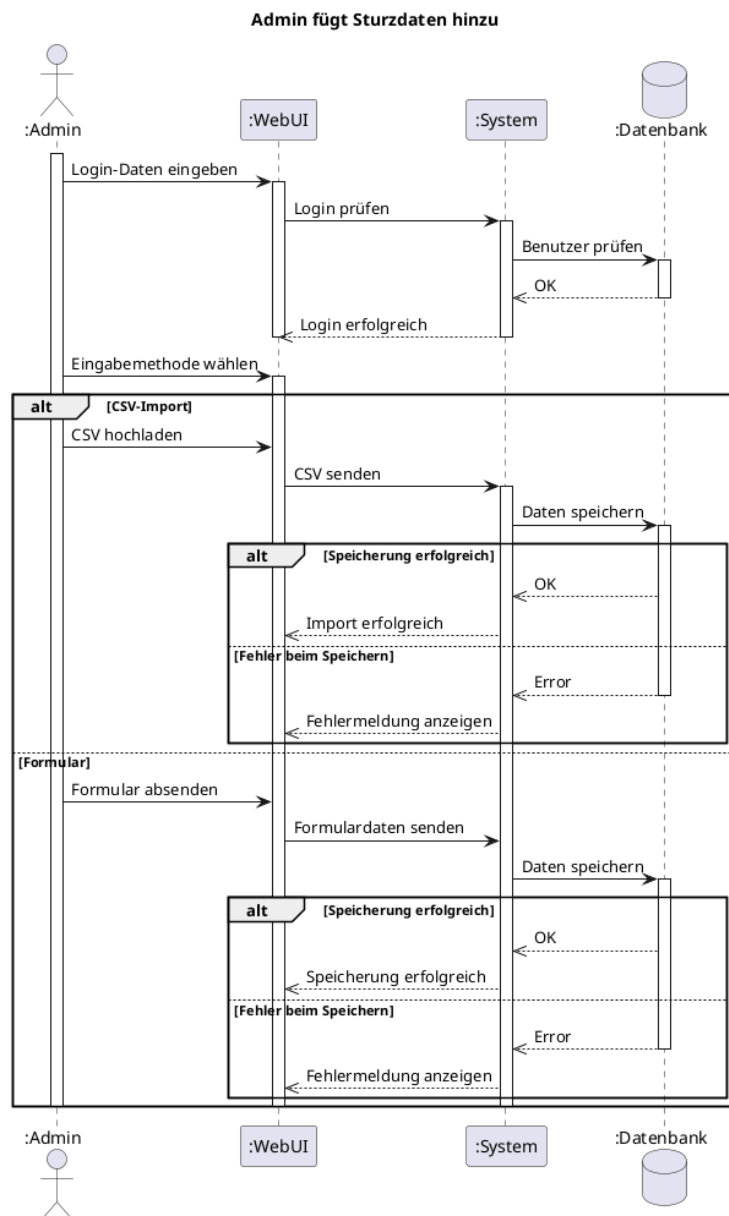 Admin fügt Sturzdaten hinzu
:Admin
:WebUI
:System
:Datenbank
Login-Daten eingeben
Login prüfen
Benutzer prüfen
OK
Login erfolgreich
Eingabemethode wählen
alt [CSV-Import]
CSV hochladen
CSV senden
Daten speichern
alt [Speicherung erfolgreich]
OK
Import erfolgreich
[Fehler beim Speichern]
Error
Fehlermeldung anzeigen
[Formular]
Formular absenden
Formulardaten senden
Daten speichern
alt [Speicherung erfolgreich]
OK
Speicherung erfolgreich
[Fehler beim Speichern]
Error
Fehlermeldung anzeigen
:Admin
:WebUI
:System
:Datenbank